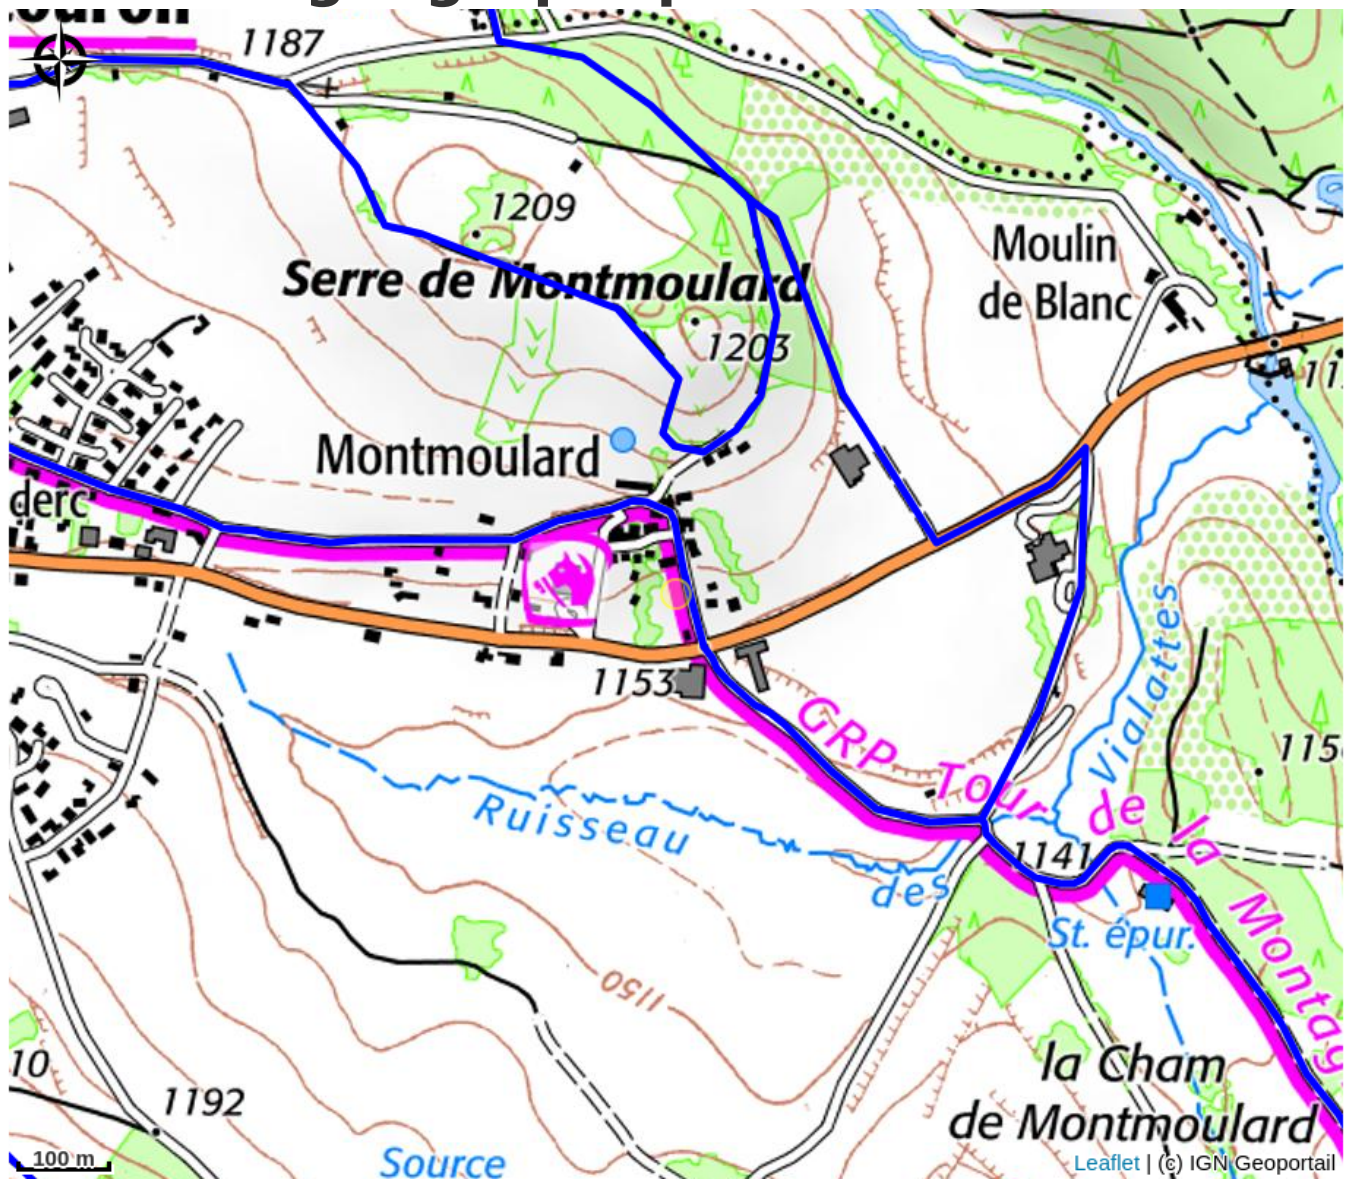 1187
1209
Serre de Montmoulard
1203
Moulin
de Blanc
Montmoulard
derc
1153
GRP Tour de la Montag
Vialattes
Ruisseau
des
1141
St. épur.
1150
la Cham
de Montmoulard
10
1192
Source
100 m
Leaflet | (c) IGN Geoportail